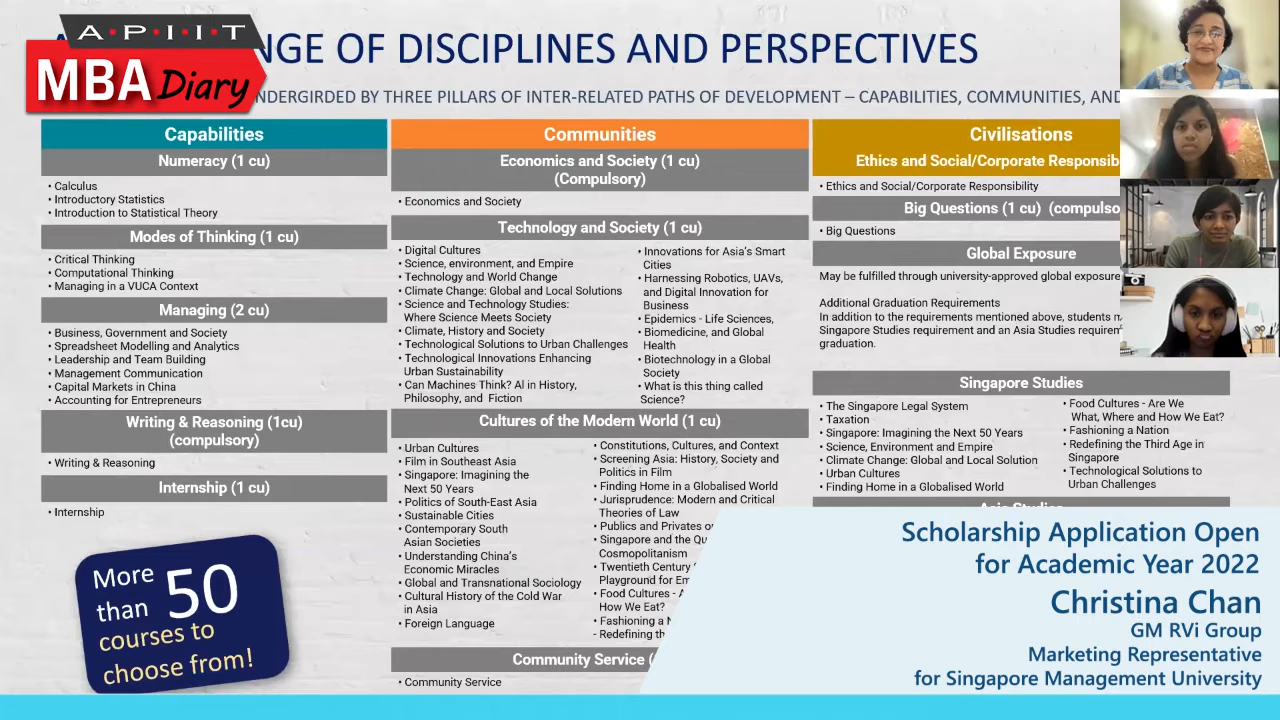 APIIT
MBA Diary
NGE OF DISCIPLINES AND PERSPECTIVES
NDERGIRDED BY THREE PILLARS OF INTER-RELATED PATHS OF DEVELOPMENT – CAPABILITIES, COMMUNITIES, AND
Capabilities
Numeracy (1 cu)
• Calculus
• Introductory Statistics
• Introduction to Statistical Theory
Modes of Thinking (1 cu)
• Critical Thinking
• Computational Thinking
• Managing in a VUCA Context
Managing (2 cu)
• Business, Government and Society
• Spreadsheet Modelling and Analytics
• Leadership and Team Building
• Management Communication
• Capital Markets in China
• Accounting for Entrepreneurs
Writing & Reasoning (1cu)
(compulsory)
• Writing & Reasoning
Internship (1 cu)
• Internship
More
than 50
courses to
choose from!
Communities
Economics and Society (1 cu)
(Compulsory)
• Economics and Society
Technology and Society (1 cu)
• Digital Cultures
• Science, environment, and Empire
• Technology and World Change
• Climate Change: Global and Local Solutions
• Science and Technology Studies:
Where Science Meets Society
• Climate, History and Society
• Technological Solutions to Urban Challenges
• Technological Innovations Enhancing
Urban Sustainability
• Can Machines Think? Al in History,
Philosophy, and Fiction
• Innovations for Asia's Smart
Cities
• Harnessing Robotics, UAVs,
and Digital Innovation for
Business
• Epidemics - Life Sciences,
• Biomedicine, and Global
Health
• Biotechnology in a Global
Society
• What is this thing called
Science?
Cultures of the Modern World (1 cu)
• Urban Cultures
• Film in Southeast Asia
• Singapore: Imagining the
Next 50 Years
• Politics of South-East Asia
• Sustainable Cities
• Contemporary South
Asian Societies
• Understanding China's
Economic Miracles
• Global and Transnational Sociology
• Cultural History of the Cold War
in Asia
• Foreign Language
• Constitutions, Cultures, and Context
• Screening Asia: History, Society and
Politics in Film
• Finding Home in a Globalised World
• Jurisprudence: Modern and Critical
Theories of Law
• Publics and Privates
• Singapore and the
Cosmopolitanism
• Twentieth Century
Playground for
• Food Cultures -
How We Eat?
• Fashioning a
- Redefining
Community Service
• Community Service
Civilisations
Ethics and Social/Corporate Responsib
• Ethics and Social/Corporate Responsibility
Big Questions (1 cu) (compulso
• Big Questions
Global Exposure
May be fulfilled through university-approved global exposure
Additional Graduation Requirements
In addition to the requirements mentioned above, students
Singapore Studies requirement and an Asia Studies requirem
graduation.
Singapore Studies
• The Singapore Legal System
• Taxation
• Singapore: Imagining the Next 50 Years
• Science, Environment and Empire
• Climate Change: Global and Local Solution
• Urban Cultures
• Finding Home in a Globalised World
• Food Cultures - Are We
What, Where and How We Eat?
• Fashioning a Nation
• Redefining the Third Age in
Singapore
• Technological Solutions to
Urban Challenges
Asia Studies
Scholarship Application Open
for Academic Year 2022
Christina Chan
GM RVi Group
Marketing Representative
for Singapore Management University